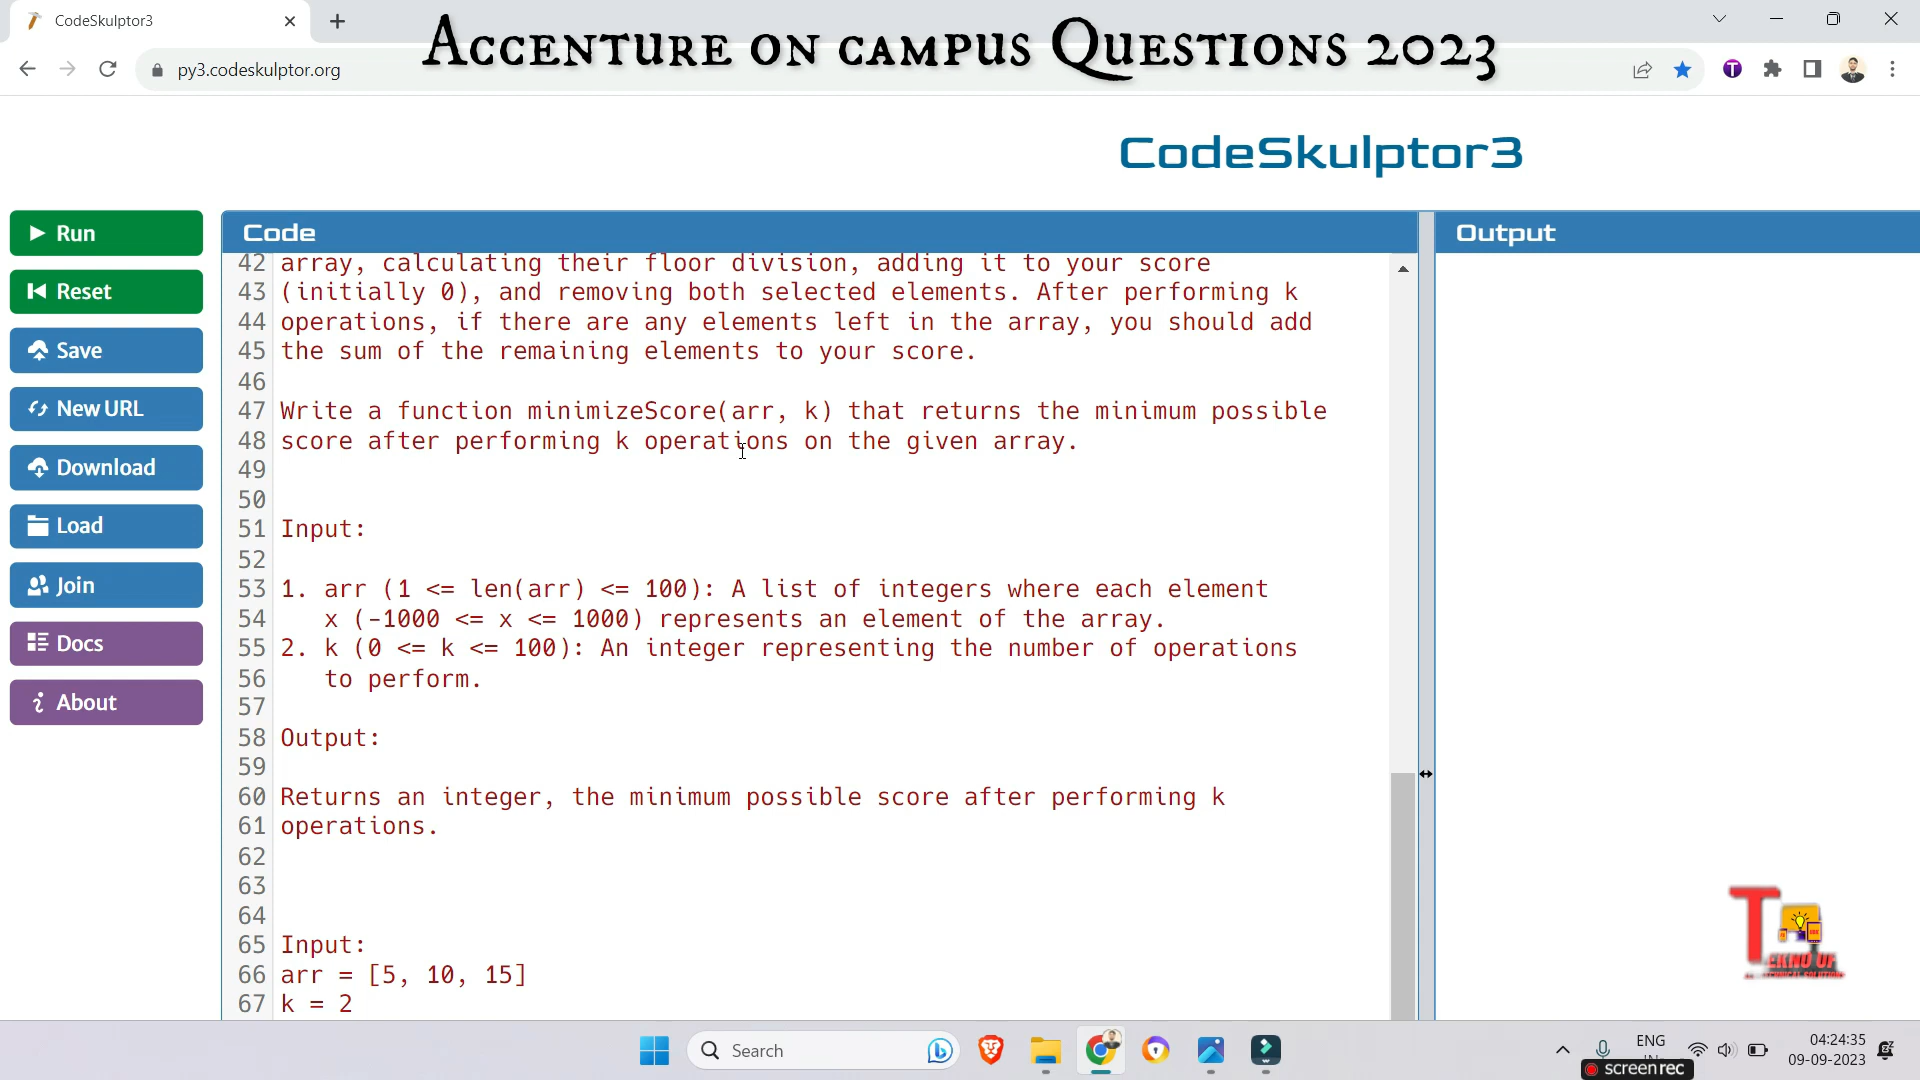 CodeSkulptor3
Accenture on campus Questions 2023
py3.codeskulptor.org
CodeSkulptor3
Run
Reset
Save
New URL
Download
Load
Join
Docs
About
Code
Output
42 array, calculating their floor division, adding it to your score
43 (initially 0), and removing both selected elements. After performing k
44 operations, if there are any elements left in the array, you should add
45 the sum of the remaining elements to your score.
46
47 Write a function minimizeScore(arr, k) that returns the minimum possible
48 score after performing k operations on the given array.
49
50
51 Input:
52
53 1. arr (1 <= len(arr) <= 100): A list of integers where each element
54 x (-1000 <= x <= 1000) represents an element of the array.
55 2. k (0 <= k <= 100): An integer representing the number of operations
56 to perform.
57
58 Output:
59
60 Returns an integer, the minimum possible score after performing k
61 operations.
62
63
64
65 Input:
66 arr = [5, 10, 15]
67 k = 2
Search
ENG
04:24:35
09-09-2023
screenrec